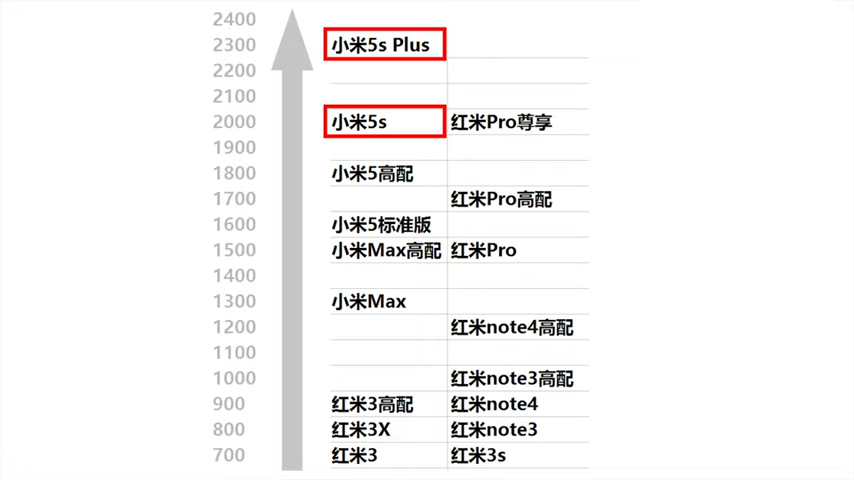 2400
2300 小米5s Plus
2200
2100
2000 小米5s 红米Pro尊享
1900
1800 小米5高配
1700 红米Pro高配
1600 小米5标准版
1500 小米Max高配 红米Pro
1400
1300 小米Max
1200 红米note4高配
1100
1000 红米note3高配
900 红米3高配 红米note4
800 红米3X 红米note3
700 红米3 红米3s